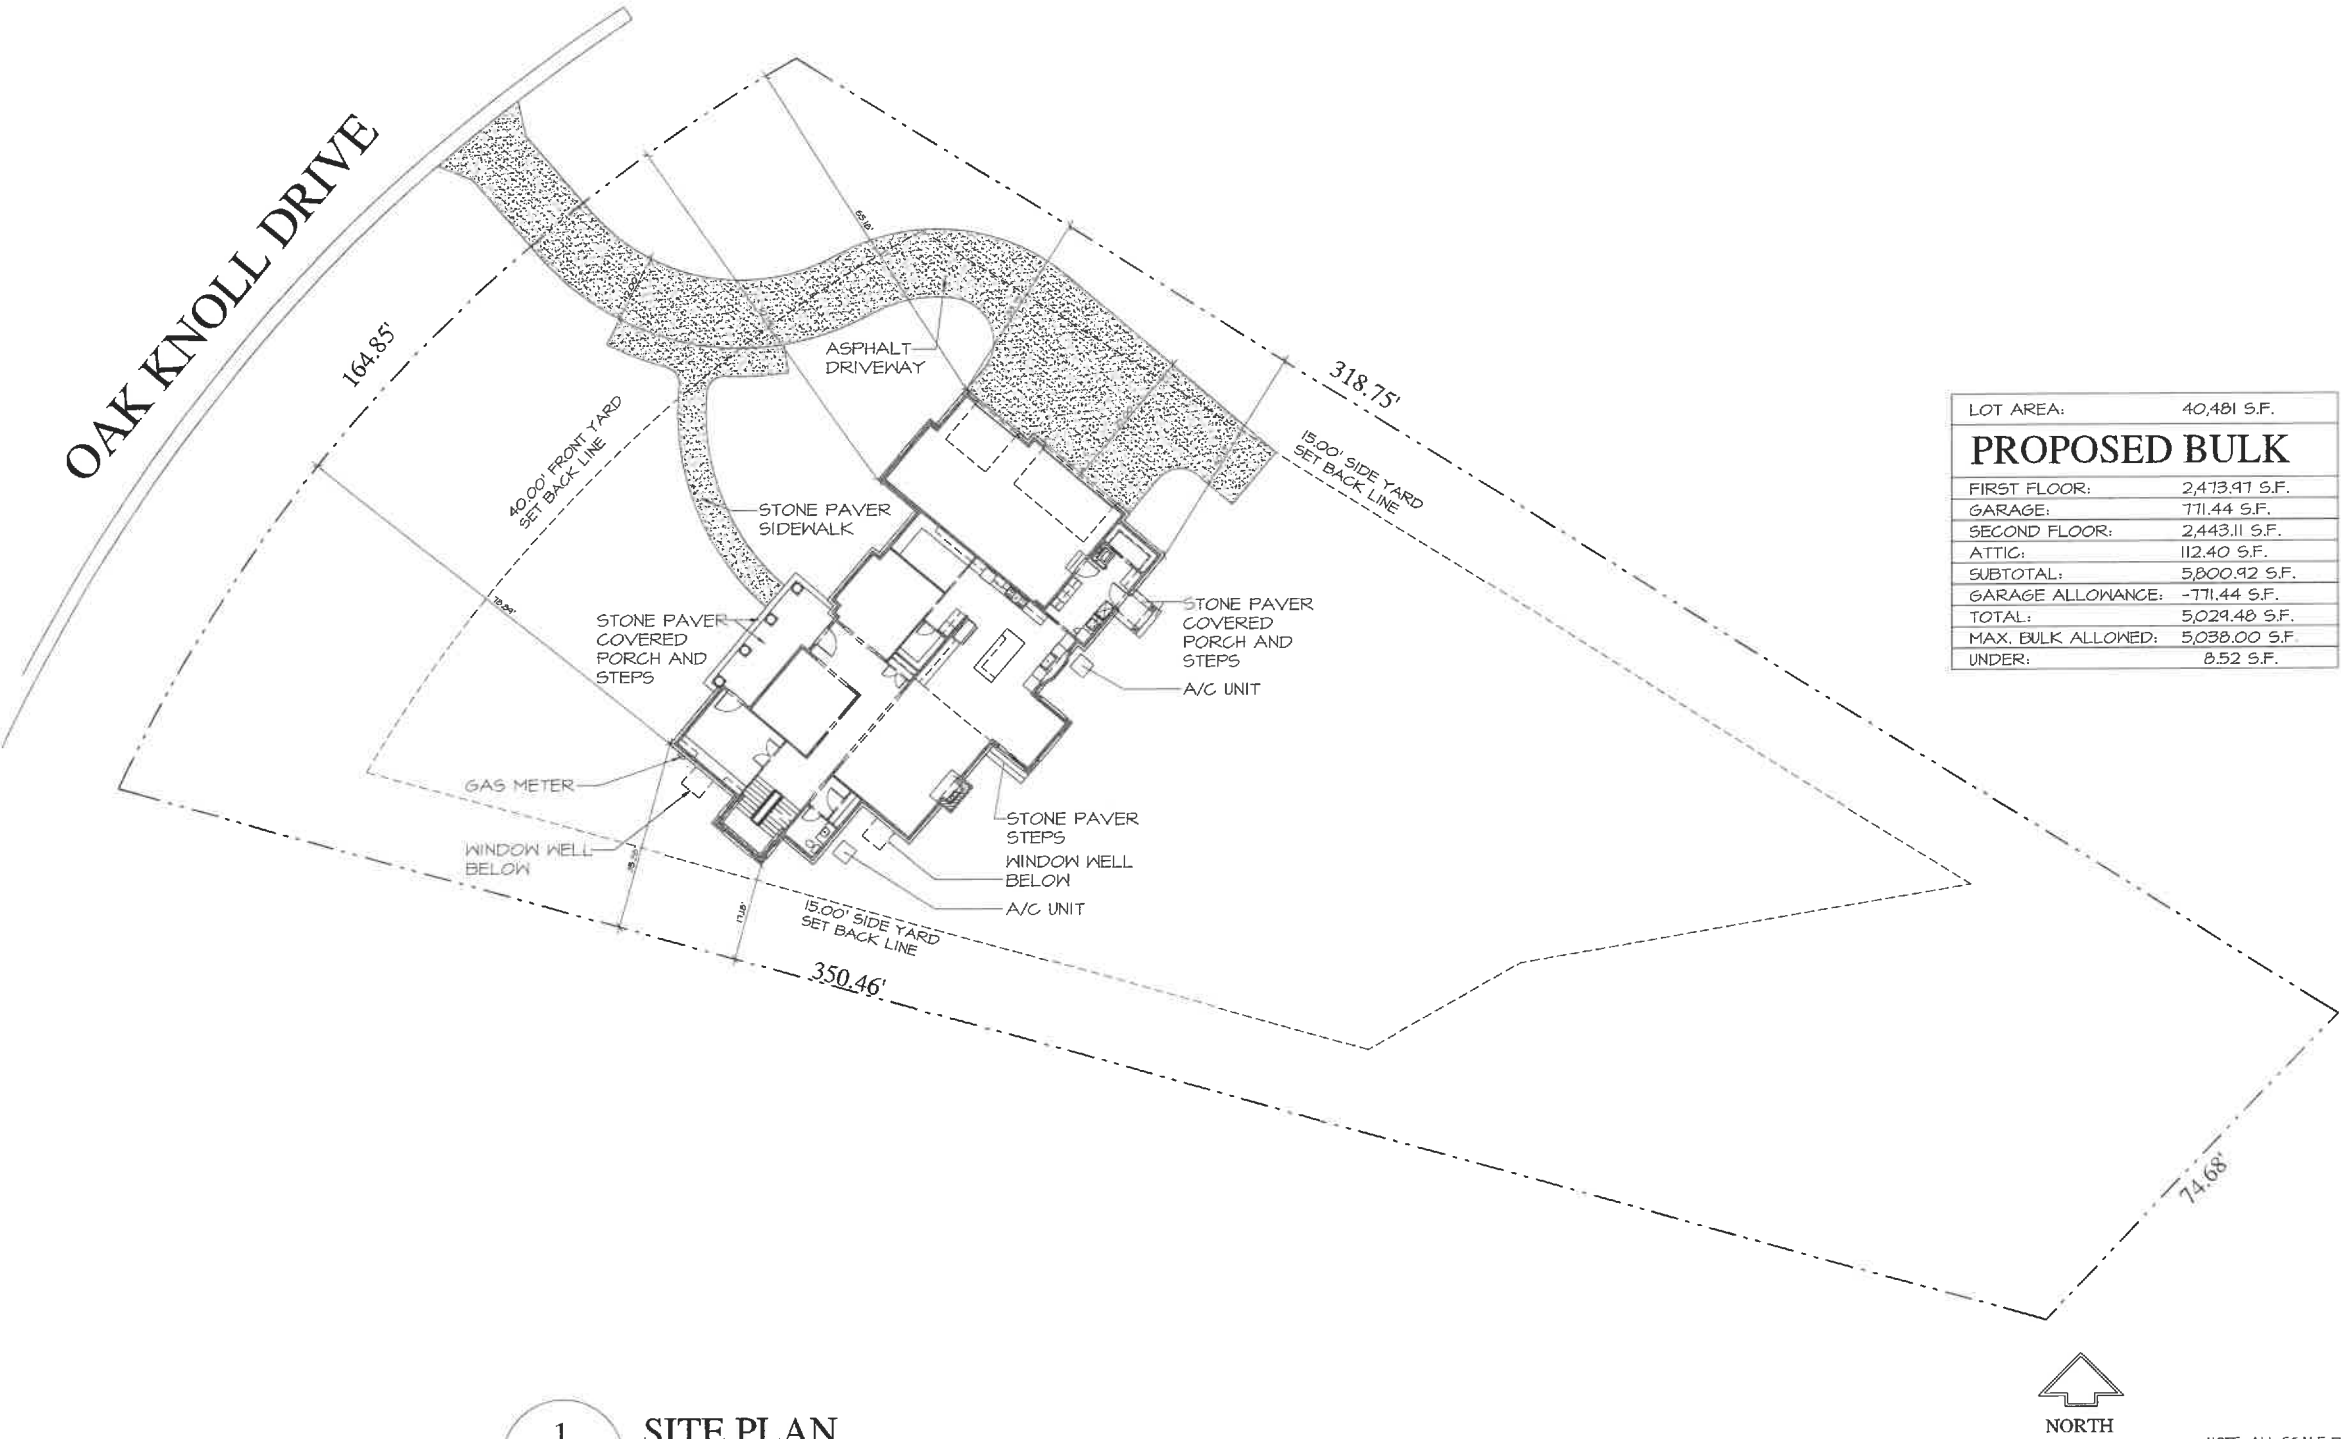 OAK KNOLL DRIVE
164.85'
65.18'
ASPHALT
DRIVEWAY
318.75'
40.00' FRONT YARD
SET BACK LINE
15.00' SIDE YARD
SET BACK LINE
STONE PAVER
SIDEWALK
STONE PAVER
COVERED
PORCH AND
STEPS
STONE PAVER
COVERED
PORCH AND
STEPS
A/C UNIT
GAS METER
WINDOW WELL
BELOW
STONE PAVER
STEPS
WINDOW WELL
BELOW
A/C UNIT
17.18'
15.00' SIDE YARD
SET BACK LINE
350.46'
74.68'
LOT AREA: 40,481 S.F.
PROPOSED BULK
FIRST FLOOR: 2,473.97 S.F.
GARAGE: 771.44 S.F.
SECOND FLOOR: 2,443.11 S.F.
ATTIC: 112.40 S.F.
SUBTOTAL: 5,800.92 S.F.
GARAGE ALLOWANCE: -771.44 S.F.
TOTAL: 5,029.48 S.F.
MAX. BULK ALLOWED: 5,038.00 S.F.
UNDER: 8.52 S.F.
1
SITE PLAN
NORTH